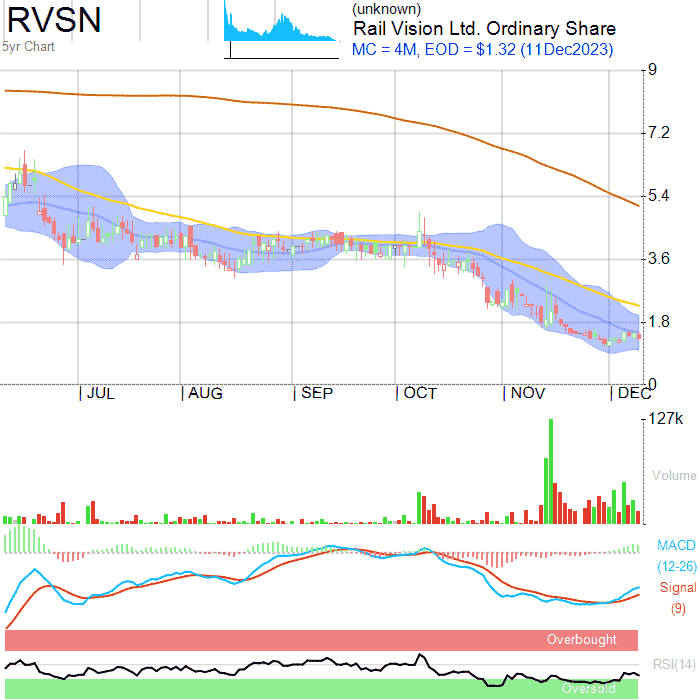 RVSN
5yr Chart
(unknown)
Rail Vision Ltd. Ordinary Share
MC = 4M, EOD = $1.32 (11Dec2023)
9
7.2
5.4
3.6
1.8
0
JUL AUG SEP OCT NOV DEC
127k
Volume
MACD
(12-26)
Signal
(9)
Overbought
RSI(14)
Oversold